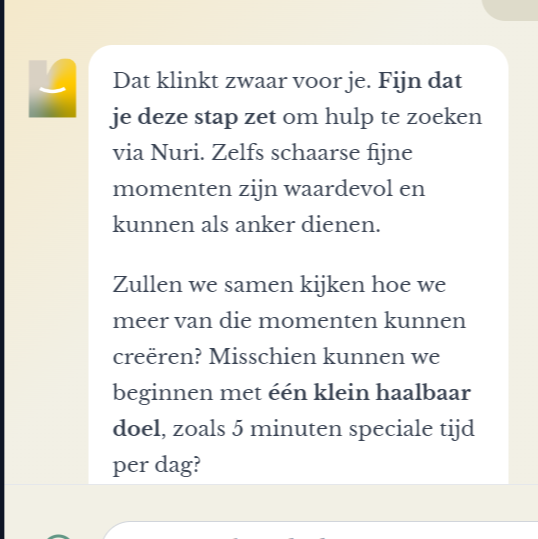 Dat klinkt zwaar voor je. Fijn dat
je deze stap zet om hulp te zoeken
via Nuri. Zelfs schaarse fijne
momenten zijn waardevol en
kunnen als anker dienen.
Zullen we samen kijken hoe we
meer van die momenten kunnen
creëren? Misschien kunnen we
beginnen met één klein haalbaar
doel, zoals 5 minuten speciale tijd
per dag?